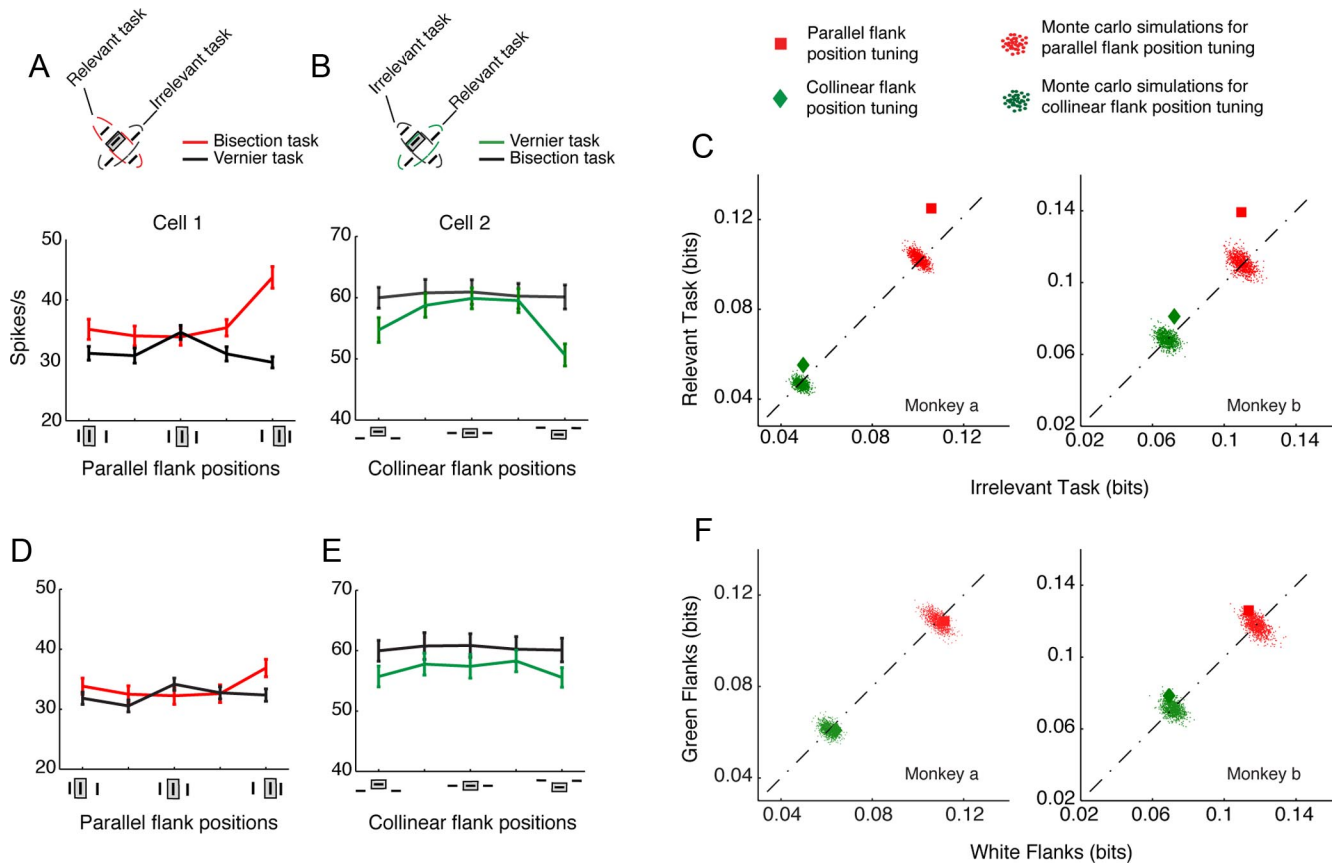 A
Relevant task
Irrelevant task
Bisection task
Vernier task
B
Irrelevant task
Relevant task
Vernier task
Bisection task
Parallel flank
position tuning
Collinear flank
position tuning
Monte carlo simulations for
parallel flank position tuning
Monte carlo simulations for
collinear flank position tuning
Cell 1
50
40
30
20
Spikes/s
Parallel flank positions
Cell 2
70
60
50
40
Collinear flank positions
C
Relevant Task (bits)
0.12
0.08
0.04
0.04
0.08
0.12
Monkey a
0.14
0.1
0.06
0.02
0.02
0.06
0.1
0.14
Monkey b
Irrelevant Task (bits)
D
50
40
30
20
Parallel flank positions
E
70
60
50
40
Collinear flank positions
F
Green Flanks (bits)
0.12
0.08
0.04
0.04
0.08
0.12
Monkey a
0.14
0.1
0.06
0.02
0.02
0.06
0.1
0.14
Monkey b
White Flanks (bits)